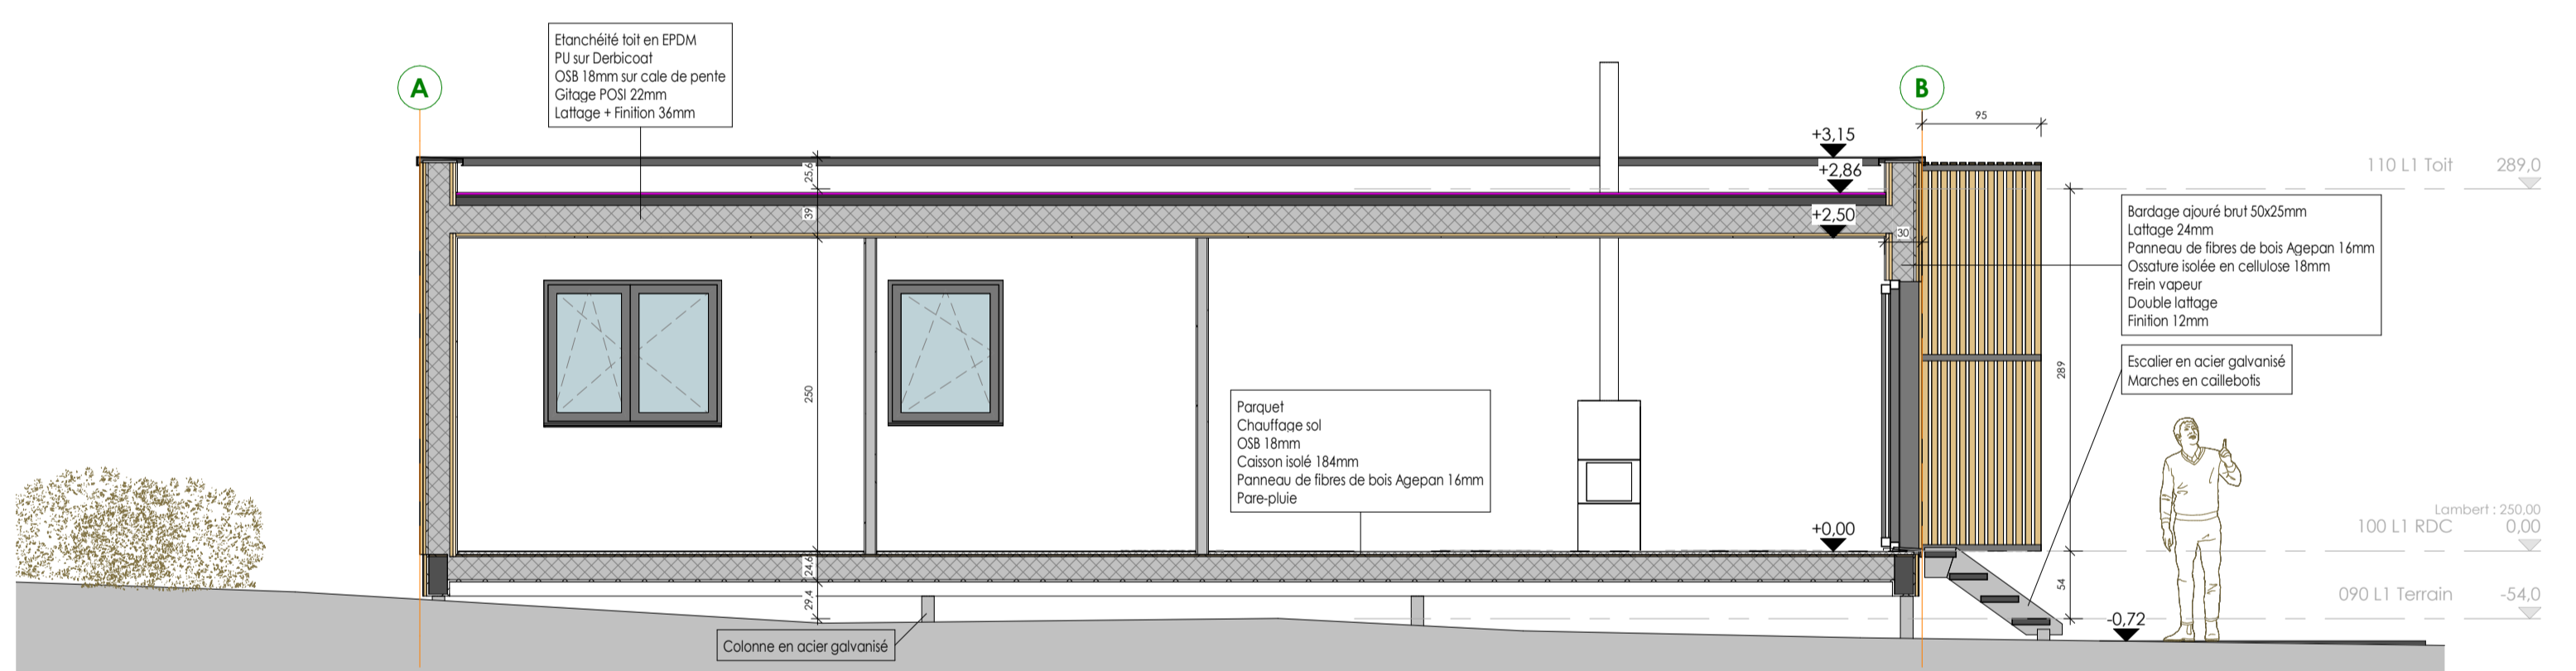 Etanchéité toit en EPDM
PU sur Derbicoat
OSB 18mm sur cale de pente
Gitage POSI 22mm
Lattage + Finition 36mm
A
B
95
+3,15
+2,86
+2,50
25,6
39
30
110 L1 Toit 289,0
Bardage ajouré brut 50x25mm
Lattage 24mm
Panneau de fibres de bois Agepan 16mm
Ossature isolée en cellulose 18mm
Frein vapeur
Double lattage
Finition 12mm
Escalier en acier galvanisé
Marches en caillebotis
250
289
Parquet
Chauffage sol
OSB 18mm
Caisson isolé 184mm
Panneau de fibres de bois Agepan 16mm
Pare-pluie
+0,00
Lambert : 250.00
100 L1 RDC 0,00
24,6
29,4
54
090 L1 Terrain -54,0
-0,72
Colonne en acier galvanisé